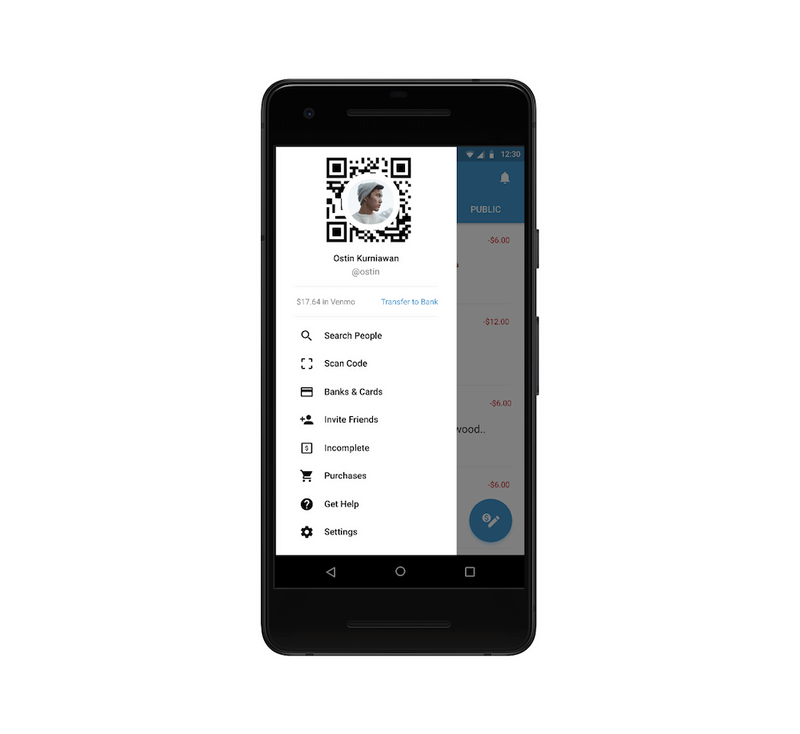 12:30
PUBLIC
Ostin Kurniawan
@ostin
$17.64 in Venmo Transfer to Bank
Search People
Scan Code
Banks & Cards
Invite Friends
Incomplete
Purchases
Get Help
Settings
-$6.00
-$12.00
-$6.00
wood..
-$6.00